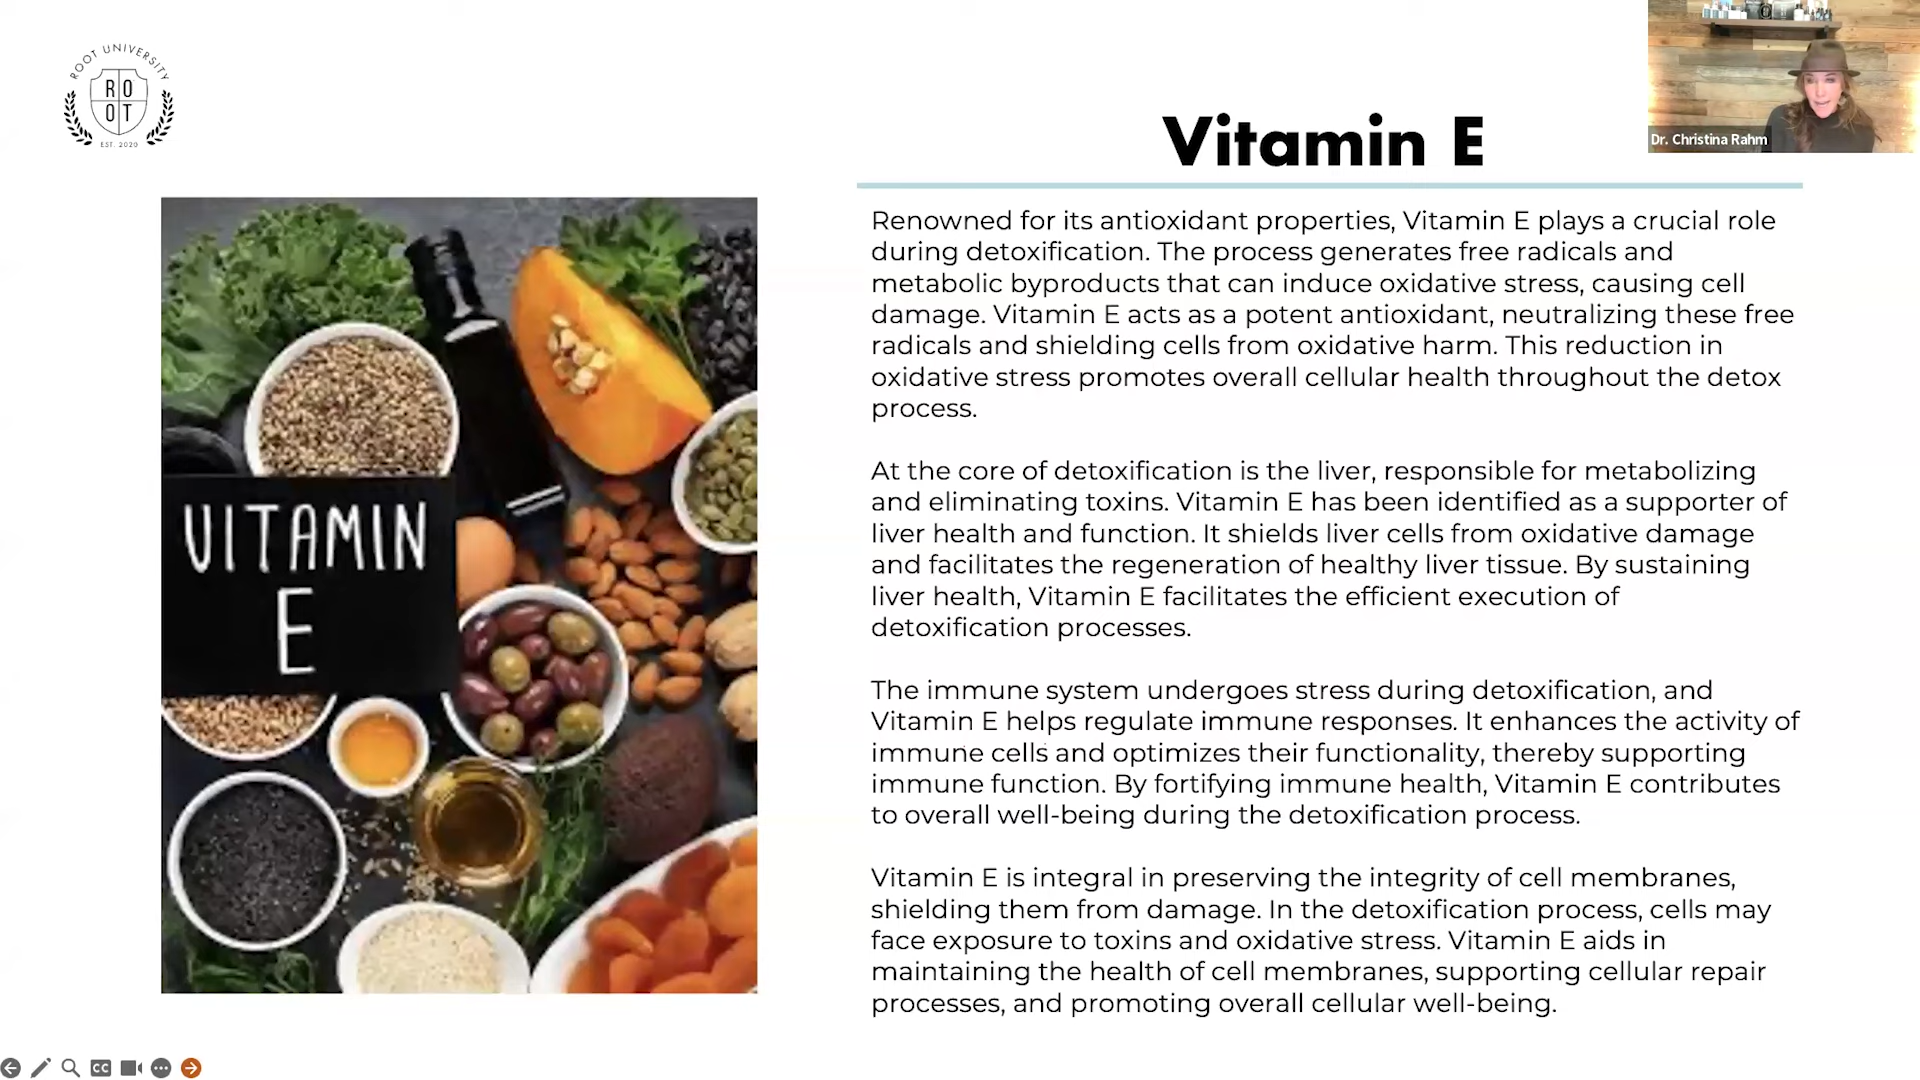 ROOT UNIVERSITY
RO
OT
EST. 2020
Dr. Christina Rahm
Vitamin E
VITAMIN
E
Renowned for its antioxidant properties, Vitamin E plays a crucial role
during detoxification. The process generates free radicals and
metabolic byproducts that can induce oxidative stress, causing cell
damage. Vitamin E acts as a potent antioxidant, neutralizing these free
radicals and shielding cells from oxidative harm. This reduction in
oxidative stress promotes overall cellular health throughout the detox
process.
At the core of detoxification is the liver, responsible for metabolizing
and eliminating toxins. Vitamin E has been identified as a supporter of
liver health and function. It shields liver cells from oxidative damage
and facilitates the regeneration of healthy liver tissue. By sustaining
liver health, Vitamin E facilitates the efficient execution of
detoxification processes.
The immune system undergoes stress during detoxification, and
Vitamin E helps regulate immune responses. It enhances the activity of
immune cells and optimizes their functionality, thereby supporting
immune function. By fortifying immune health, Vitamin E contributes
to overall well-being during the detoxification process.
Vitamin E is integral in preserving the integrity of cell membranes,
shielding them from damage. In the detoxification process, cells may
face exposure to toxins and oxidative stress. Vitamin E aids in
maintaining the health of cell membranes, supporting cellular repair
processes, and promoting overall cellular well-being.
CC